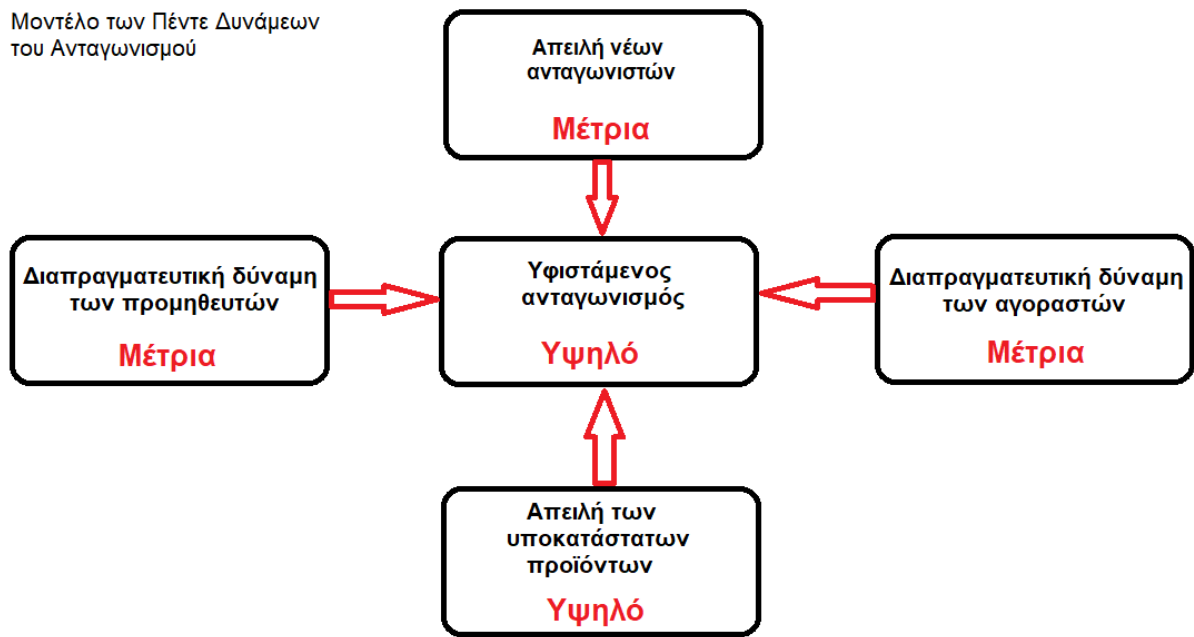 Μοντέλο των Πέντε Δυνάμεων
του Ανταγωνισμού
Απειλή νέων
ανταγωνιστών
Μέτρια
Διαπραγματευτική δύναμη
των προμηθευτών
Μέτρια
Υφιστάμενος
ανταγωνισμός
Υψηλό
Διαπραγματευτική δύναμη
των αγοραστών
Μέτρια
Απειλή των
υποκατάστατων
προϊόντων
Υψηλό